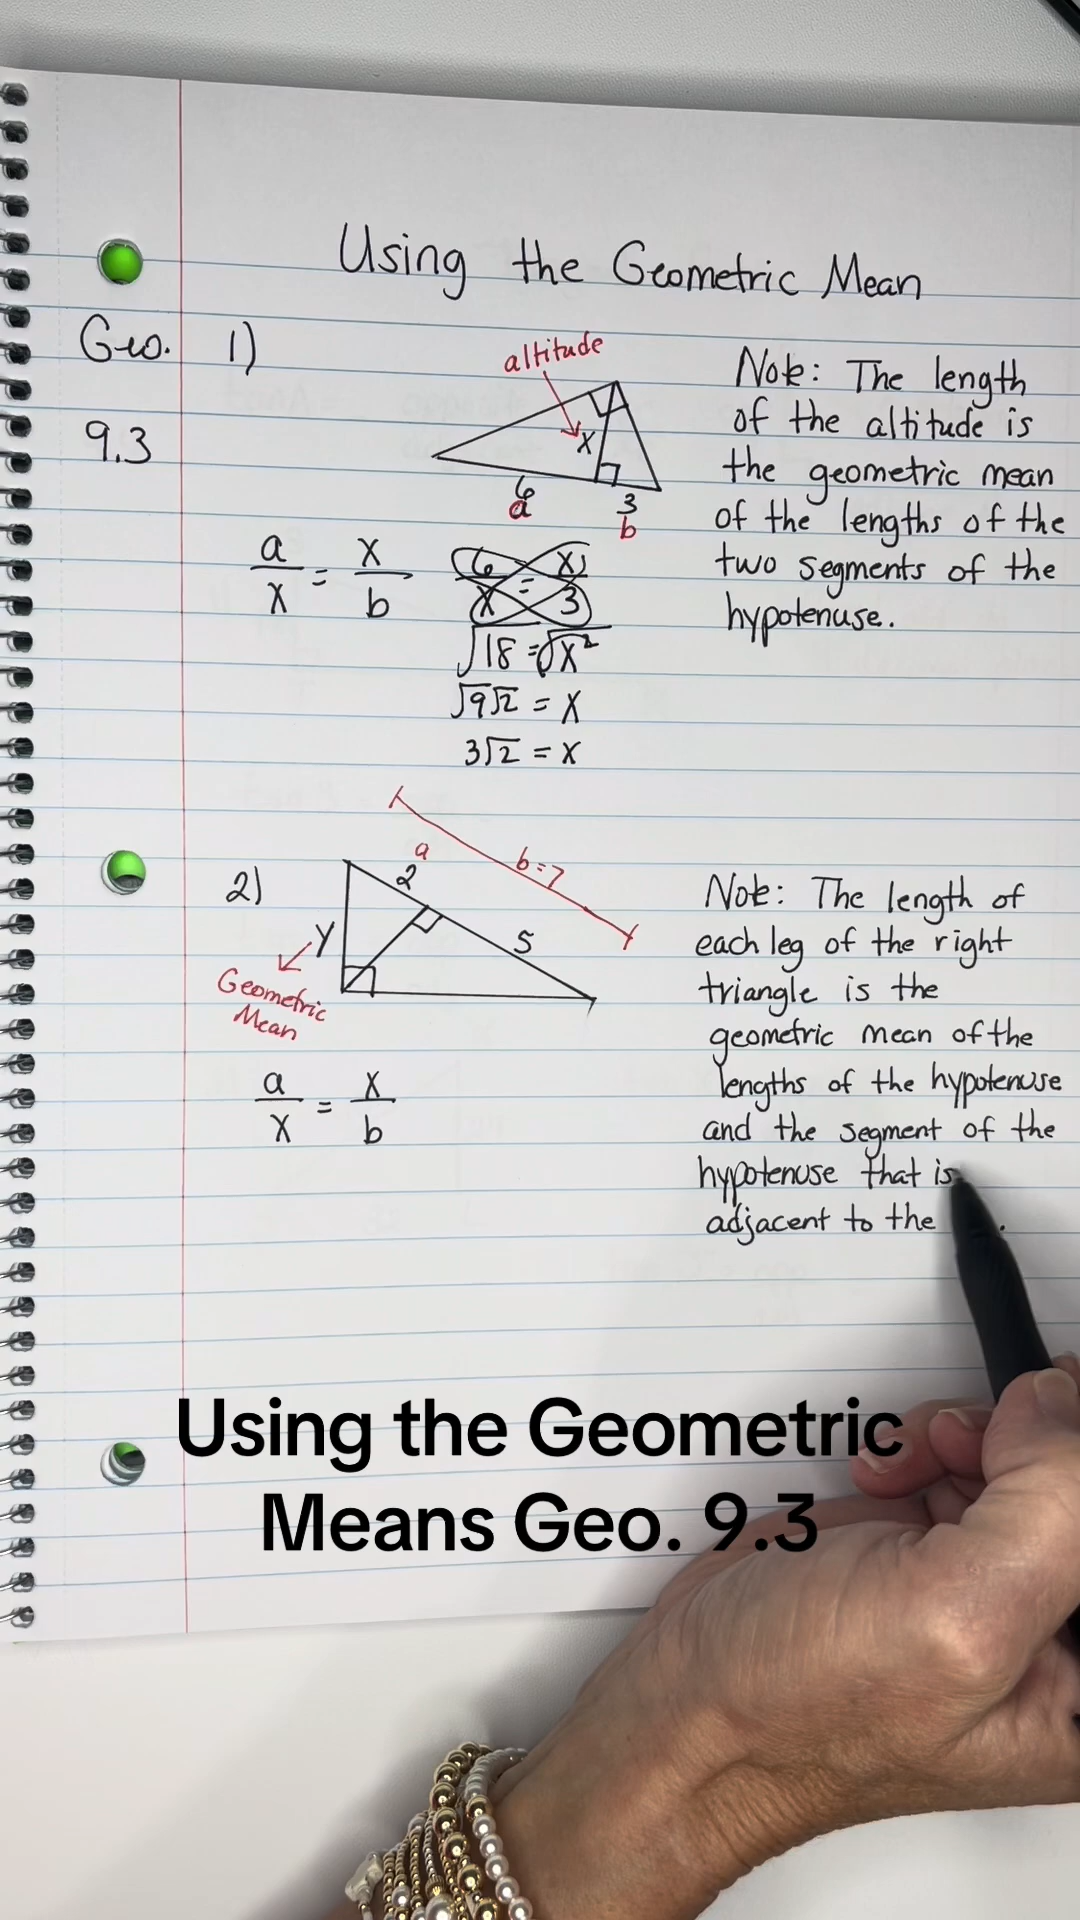 Using the Geometric Mean
Geo. 1)
9.3
altitude
x
6
a
3
b
Note: The length
of the altitude is
the geometric mean
of the lengths of the
two segments of the
hypotenuse.
a/x = x/b
6/x = x/3
√18 = √x²
√9√2 = x
3√2 = x
2)
a
2
b=7
5
y
Geometric
Mean
a/x = x/b
Note: The length of
each leg of the right
triangle is the
geometric mean of the
lengths of the hypotenuse
and the segment of the
hypotenuse that is
adjacent to the
Using the Geometric
Means Geo. 9.3